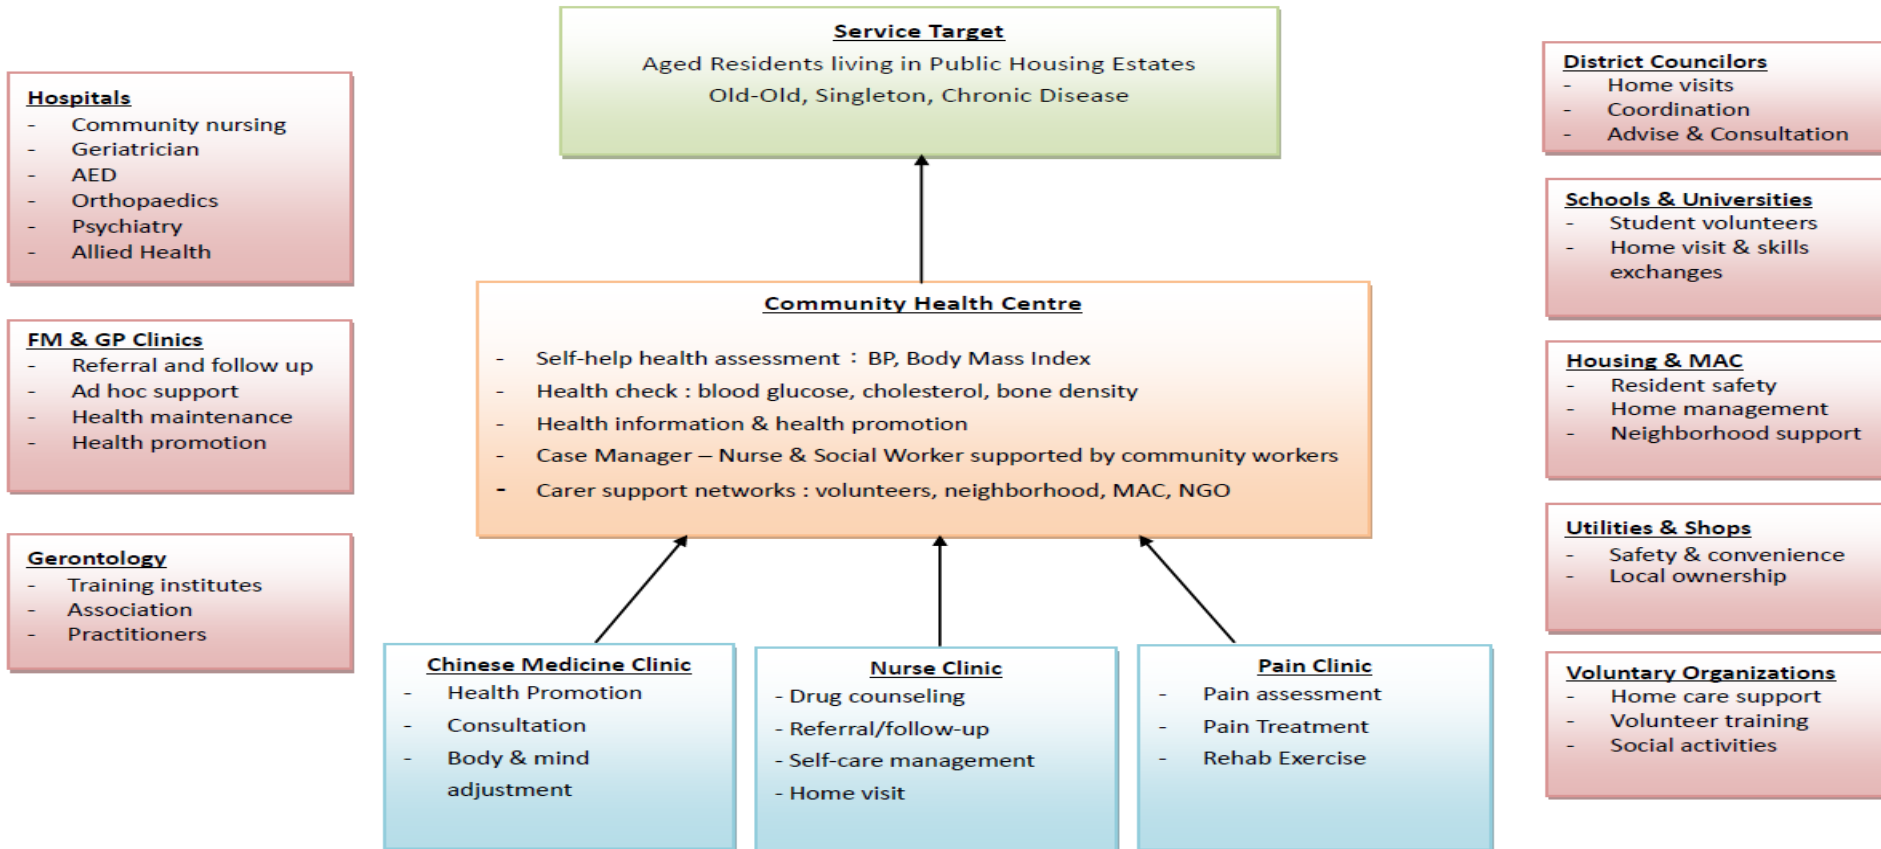 Service Target
Aged Residents living in Public Housing Estates
Old-Old, Singleton, Chronic Disease
Hospitals
- Community nursing
- Geriatrician
- AED
- Orthopaedics
- Psychiatry
- Allied Health
FM & GP Clinics
- Referral and follow up
- Ad hoc support
- Health maintenance
- Health promotion
Gerontology
- Training institutes
- Association
- Practitioners
Community Health Centre
- Self-help health assessment：BP, Body Mass Index
- Health check : blood glucose, cholesterol, bone density
- Health information & health promotion
- Case Manager – Nurse & Social Worker supported by community workers
- Carer support networks : volunteers, neighborhood, MAC, NGO
Chinese Medicine Clinic
- Health Promotion
- Consultation
- Body & mind
adjustment
Nurse Clinic
- Drug counseling
- Referral/follow-up
- Self-care management
- Home visit
Pain Clinic
- Pain assessment
- Pain Treatment
- Rehab Exercise
District Councilors
- Home visits
- Coordination
- Advise & Consultation
Schools & Universities
- Student volunteers
- Home visit & skills
exchanges
Housing & MAC
- Resident safety
- Home management
- Neighborhood support
Utilities & Shops
- Safety & convenience
- Local ownership
Voluntary Organizations
- Home care support
- Volunteer training
- Social activities